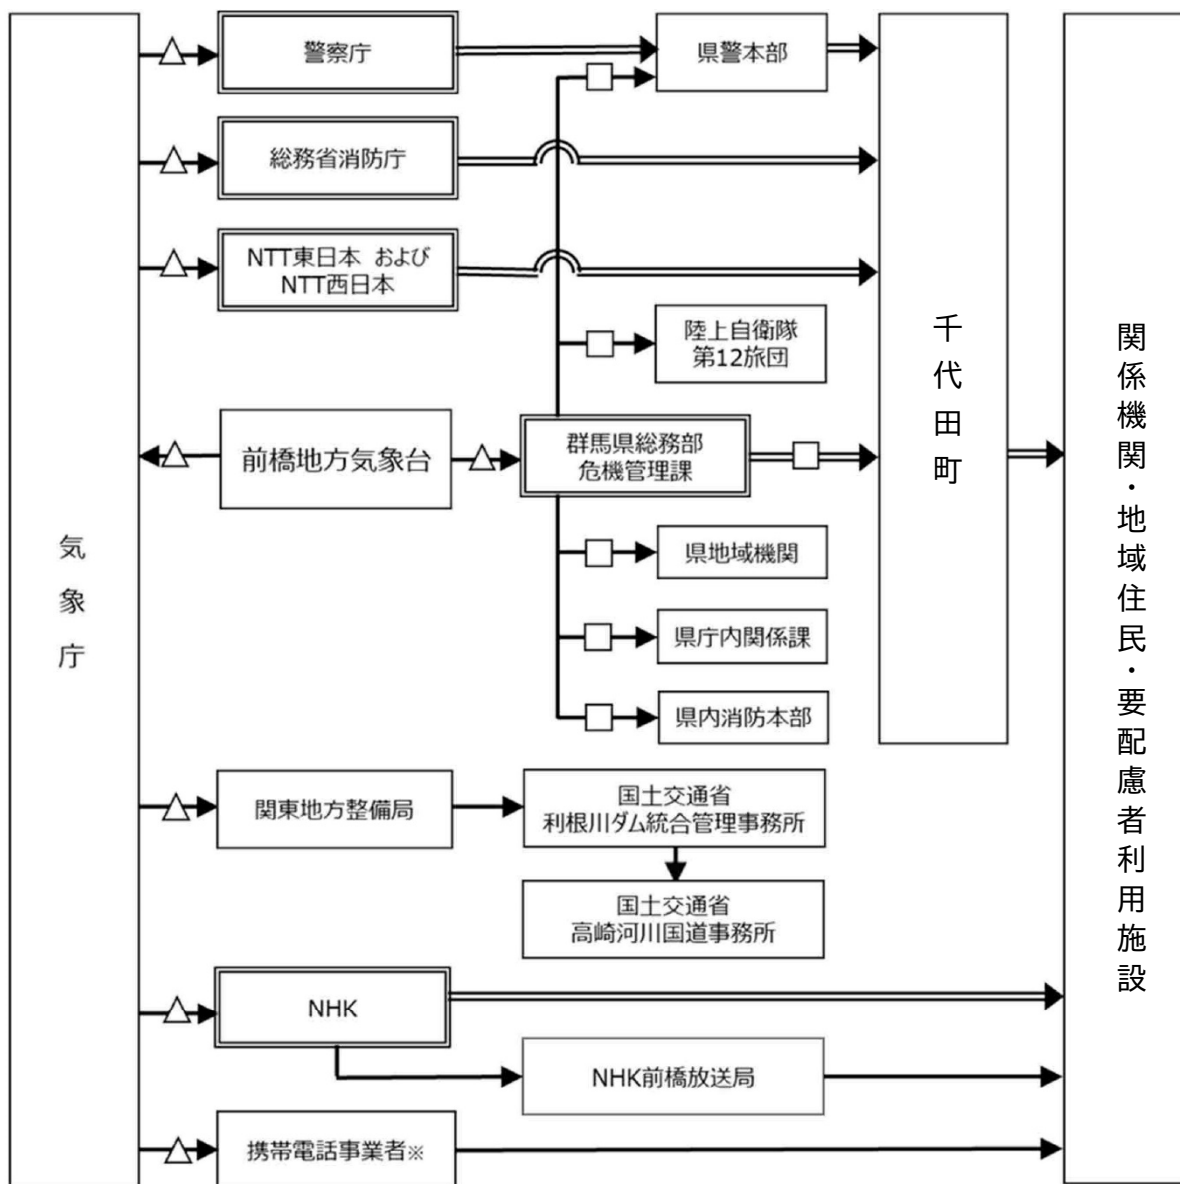 気象庁
警察庁
県警本部
総務省消防庁
NTT東日本 および
NTT西日本
陸上自衛隊
第12旅団
前橋地方気象台
群馬県総務部
危機管理課
県地域機関
県庁内関係課
県内消防本部
関東地方整備局
国土交通省
利根川ダム統合管理事務所
国土交通省
高崎河川国道事務所
NHK
NHK前橋放送局
携帯電話事業者※
千代田町
関係機関・地域住民・要配慮者利用施設